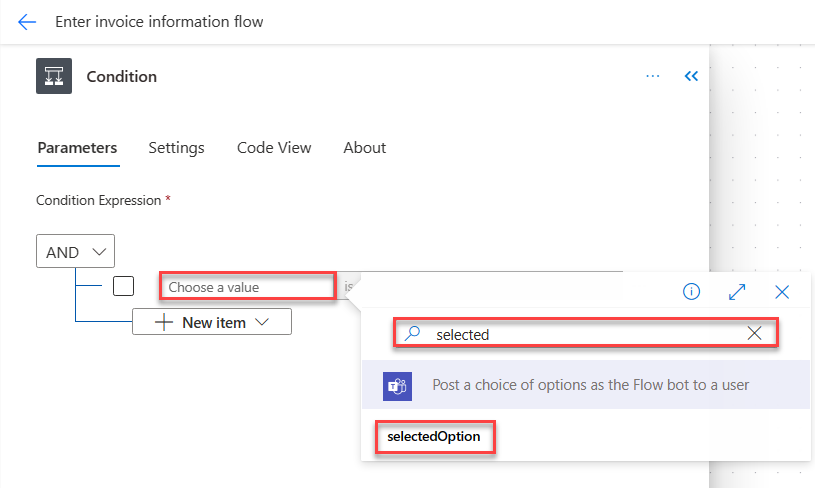 Enter invoice information flow
Condition
Parameters Settings Code View About
Condition Expression *
AND
Choose a value is
New item
selected
Post a choice of options as the Flow bot to a user
selectedOption